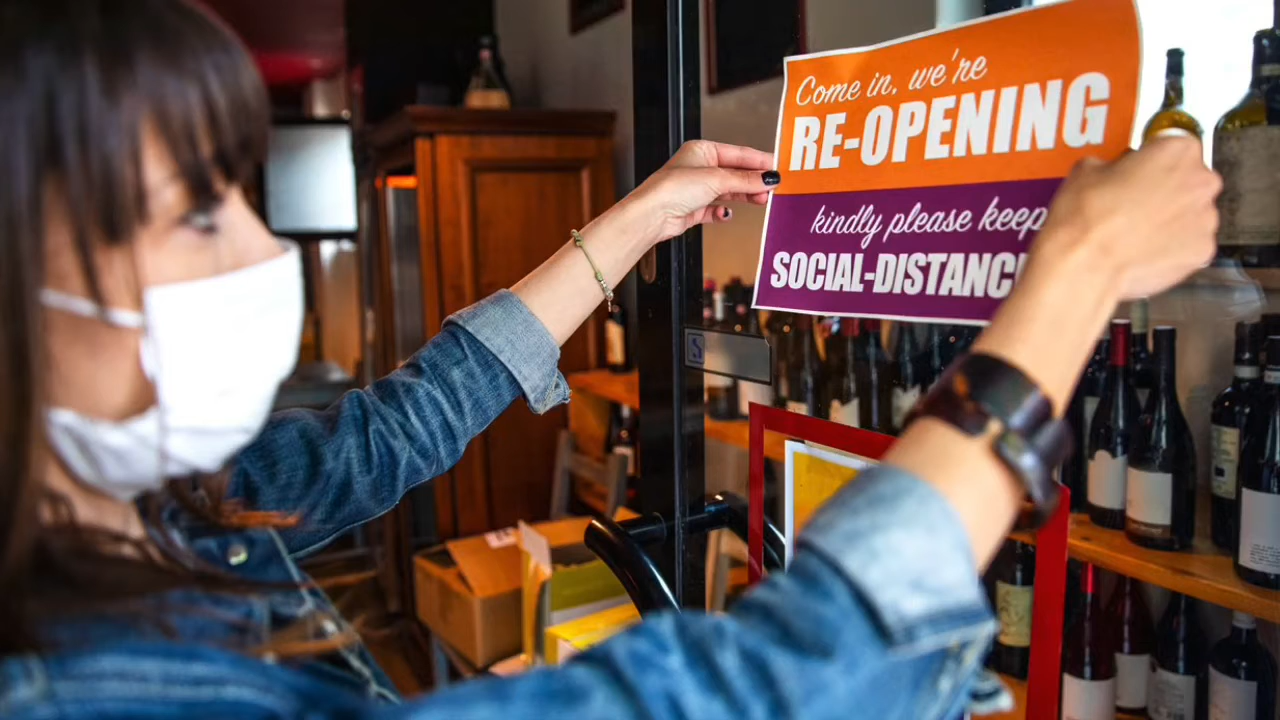 Come in, we're
RE-OPENING
kindly please keep
SOCIAL-DISTANC